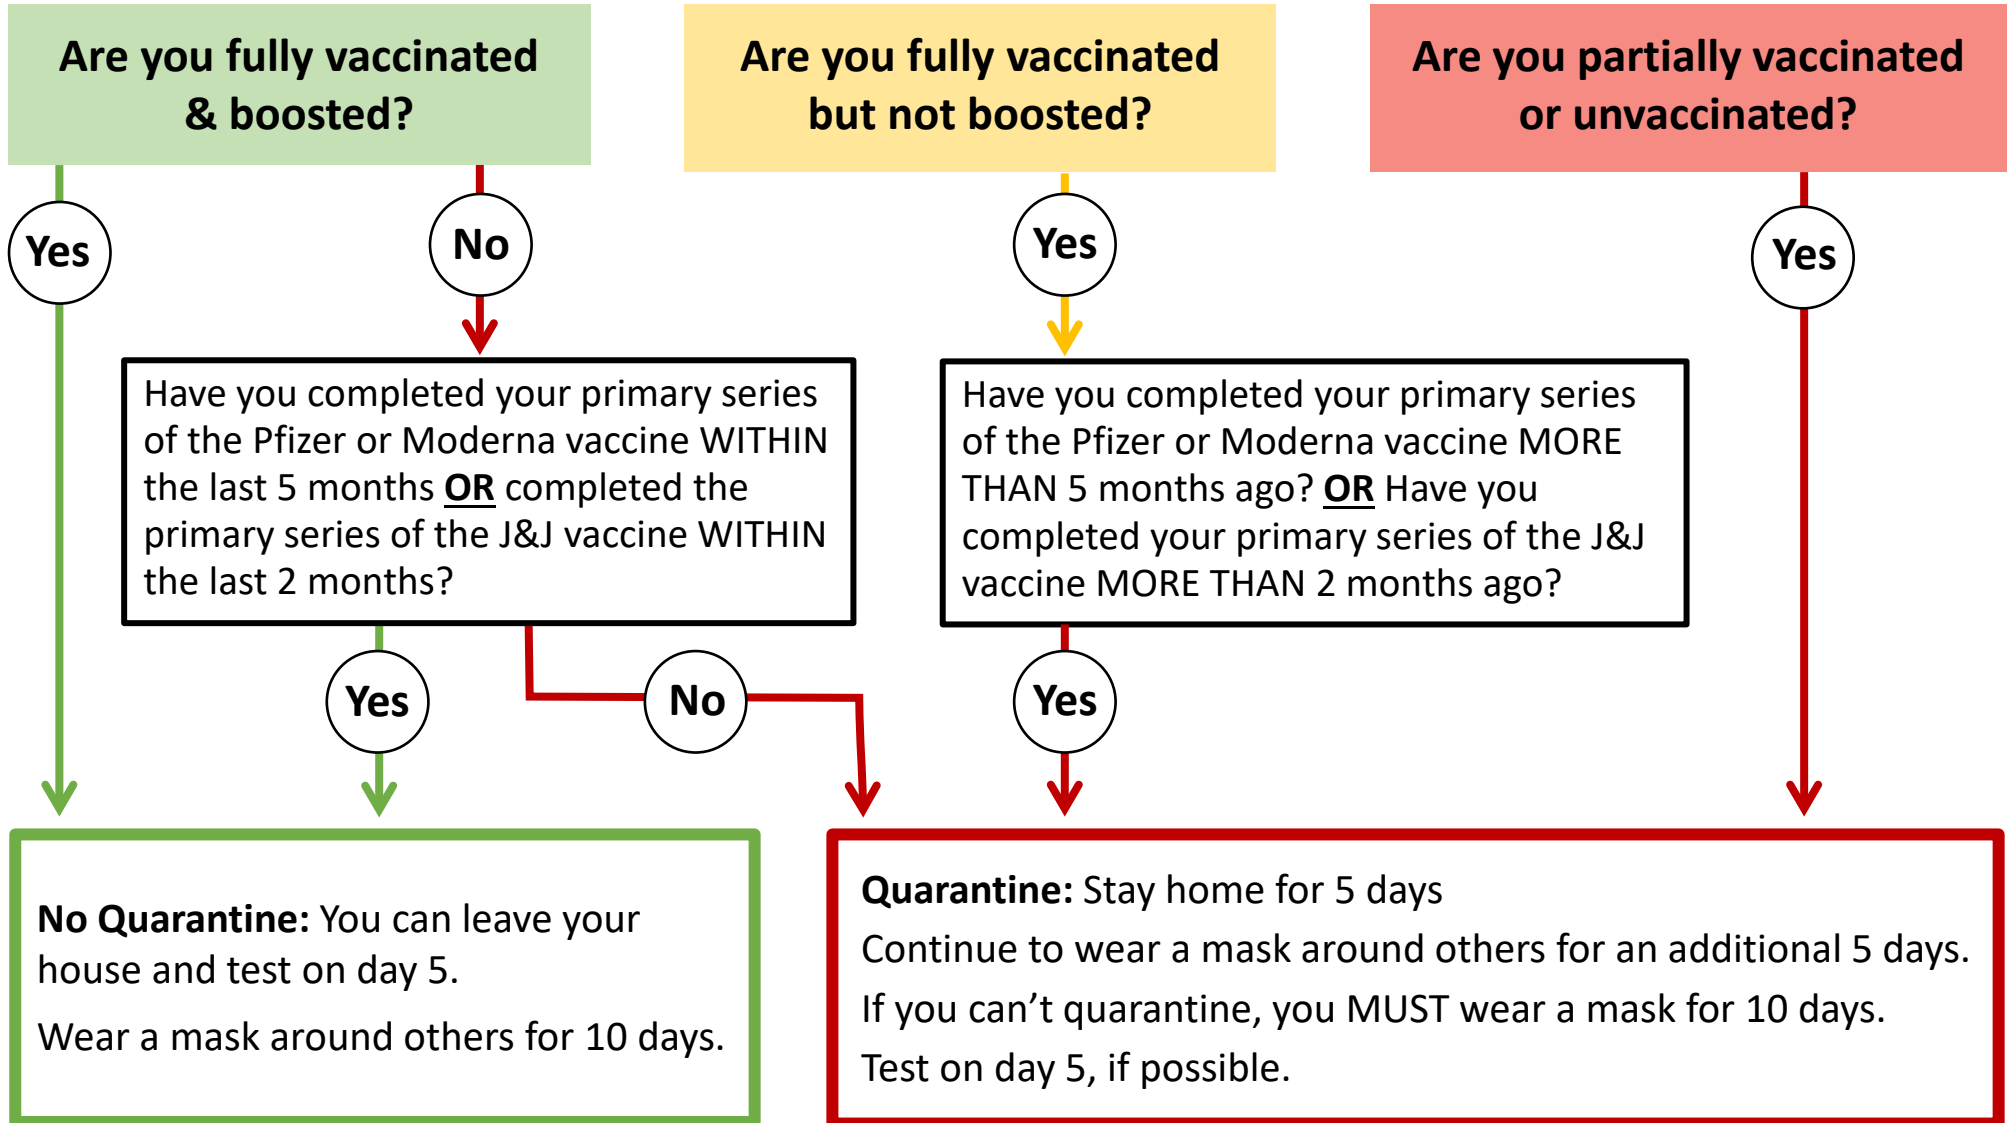 Are you fully vaccinated
& boosted?
Are you fully vaccinated
but not boosted?
Are you partially vaccinated
or unvaccinated?
Yes
No
Yes
Yes
Have you completed your primary series
of the Pfizer or Moderna vaccine WITHIN
the last 5 months OR completed the
primary series of the J&J vaccine WITHIN
the last 2 months?
Have you completed your primary series
of the Pfizer or Moderna vaccine MORE
THAN 5 months ago? OR Have you
completed your primary series of the J&J
vaccine MORE THAN 2 months ago?
Yes
No
Yes
No Quarantine: You can leave your
house and test on day 5.
Wear a mask around others for 10 days.
Quarantine: Stay home for 5 days
Continue to wear a mask around others for an additional 5 days.
If you can’t quarantine, you MUST wear a mask for 10 days.
Test on day 5, if possible.